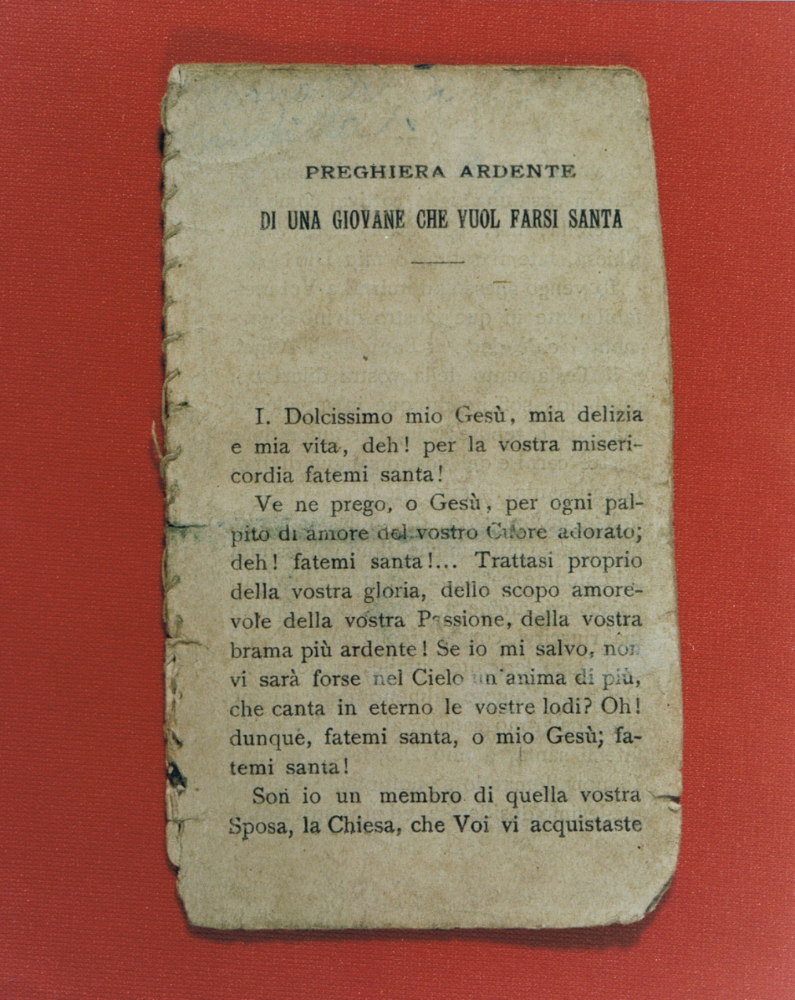 PREGHIERA ARDENTE
DI UNA GIOVANE CHE VUOL FARSI SANTA
I. Dolcissimo mio Gesù, mia delizia
e mia vita, deh! per la vostra miseri-
cordia fatemi santa!
Ve ne prego, o Gesù, per ogni pal-
pito di amore del vostro Cuore adorato;
deh! fatemi santa!... Trattasi proprio
della vostra gloria, dello scopo amore-
vole della vostra Passione, della vostra
brama più ardente! Se io mi salvo, non
vi sarà forse nel Cielo un'anima di più,
che canta in eterno le vostre lodi? Oh!
dunque, fatemi santa, o mio Gesù; fa-
temi santa!
Son io un membro di quella vostra
Sposa, la Chiesa, che Voi vi acquistaste